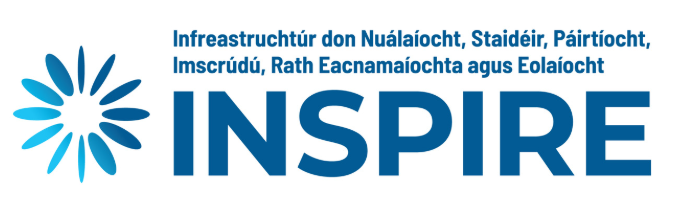 Infreastruchtúr don Nuálaíocht, Staidéir, Páirtíocht,
Imscrúdú, Rath Eacnamaíochta agus Eolaíocht
INSPIRE